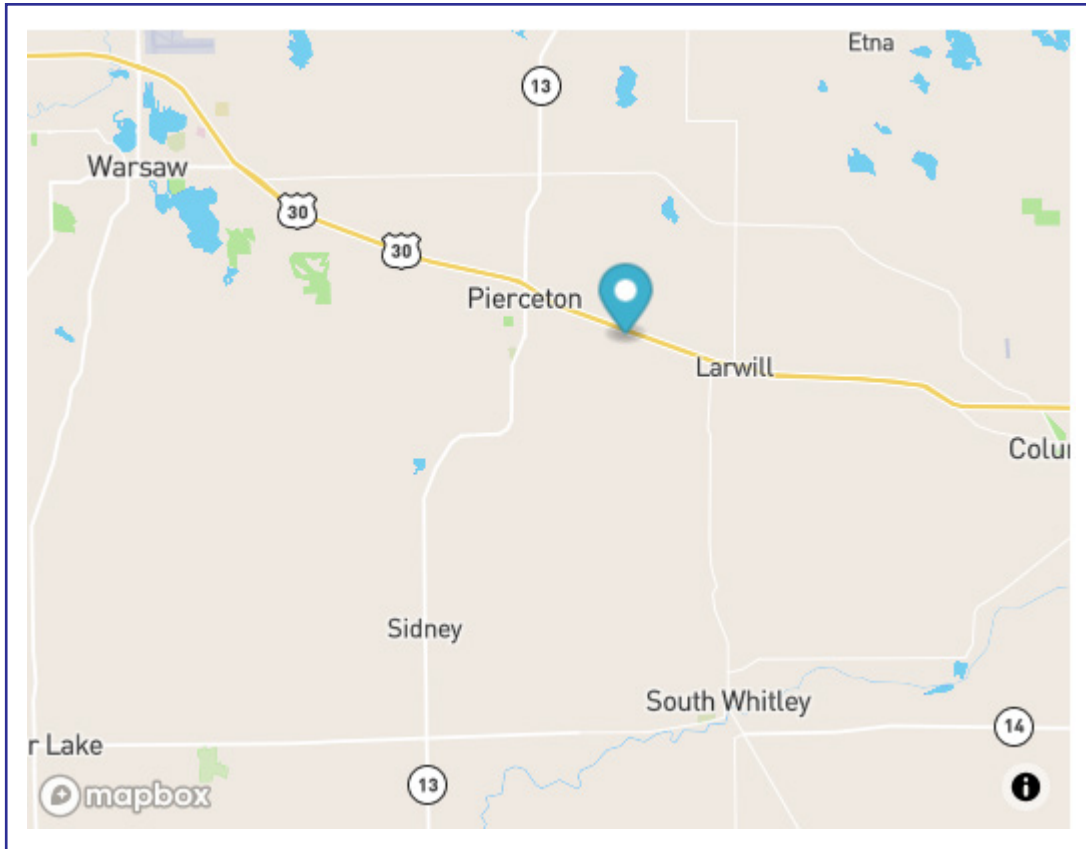 Etna
13
Warsaw
30
30
Pierceton
Larwill
Colu
Sidney
South Whitley
14
r Lake
13
mapbox
i